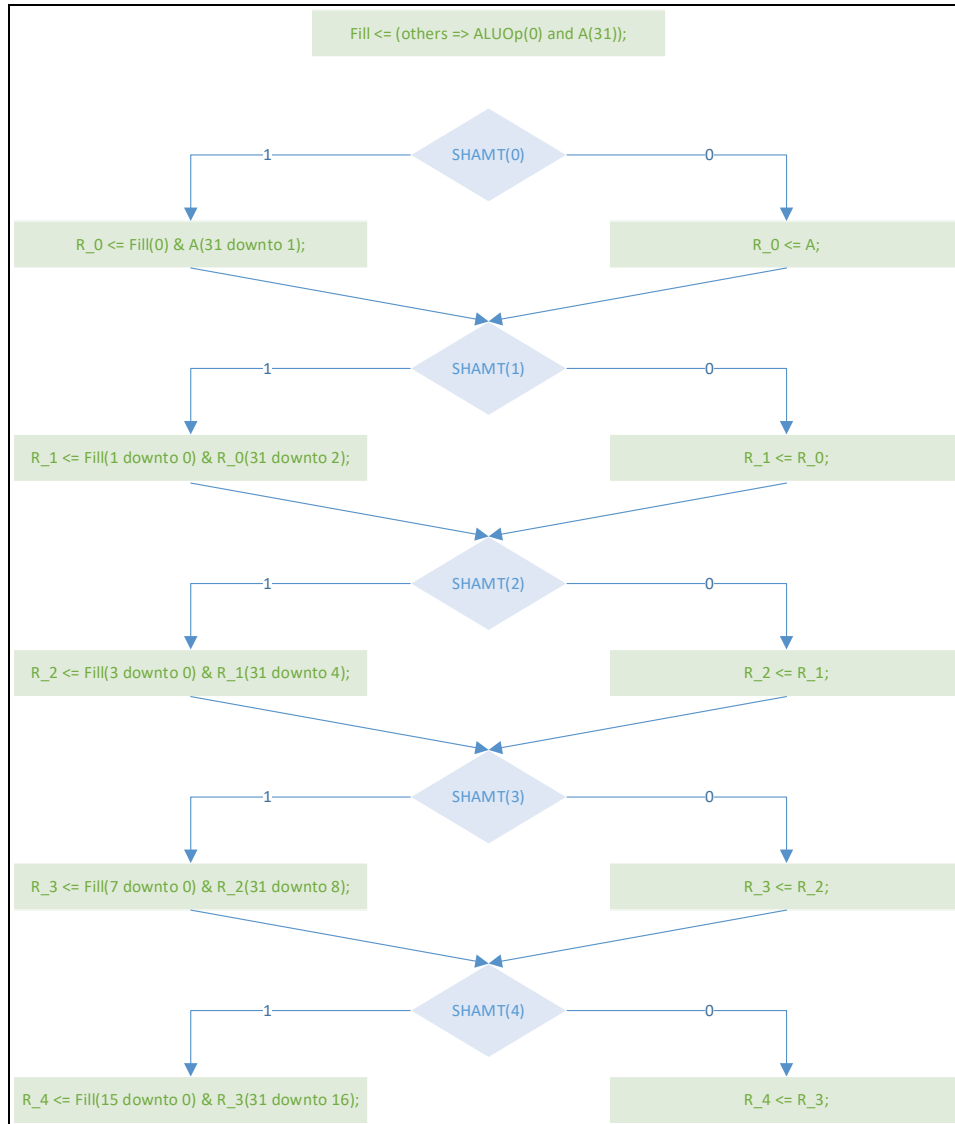 Fill <= (others => ALUOp(0) and A(31));
SHAMT(0)
1
0
R_0 <= Fill(0) & A(31 downto 1);
R_0 <= A;
SHAMT(1)
1
0
R_1 <= Fill(1 downto 0) & R_0(31 downto 2);
R_1 <= R_0;
SHAMT(2)
1
0
R_2 <= Fill(3 downto 0) & R_1(31 downto 4);
R_2 <= R_1;
SHAMT(3)
1
0
R_3 <= Fill(7 downto 0) & R_2(31 downto 8);
R_3 <= R_2;
SHAMT(4)
1
0
R_4 <= Fill(15 downto 0) & R_3(31 downto 16);
R_4 <= R_3;